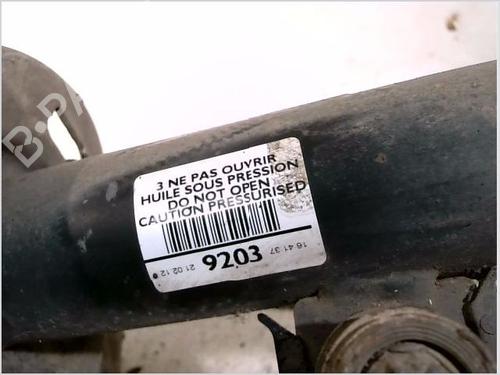 3 NE PAS OUVRIR
HUILE SOUS PRESSION
DO NOT OPEN
CAUTION PRESSURISED
21.02.12 9203 16.41.37
B-PA